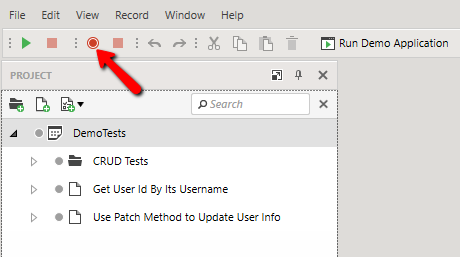 File Edit View Record Window Help
Run Demo Application
PROJECT
Search
DemoTests
CRUD Tests
Get User Id By Its Username
Use Patch Method to Update User Info